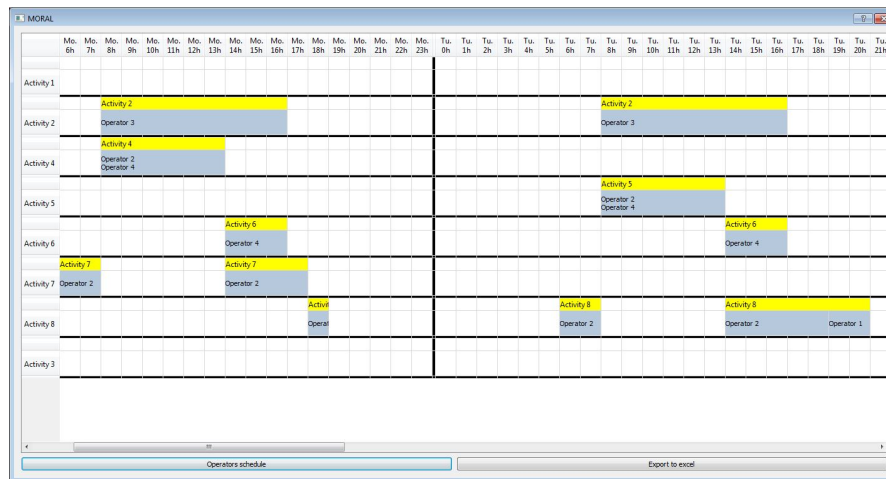 MORAL
Mo. Mo. Mo. Mo. Mo. Mo. Mo. Mo. Mo. Mo. Mo. Mo. Mo. Mo. Mo. Mo. Mo. Mo. Tu. Tu. Tu. Tu. Tu. Tu. Tu. Tu. Tu. Tu. Tu. Tu. Tu. Tu. Tu. Tu. Tu. Tu. Tu. Tu. Tu. Tu.
6h 7h 8h 9h 10h 11h 12h 13h 14h 15h 16h 17h 18h 19h 20h 21h 22h 23h 0h 1h 2h 3h 4h 5h 6h 7h 8h 9h 10h 11h 12h 13h 14h 15h 16h 17h 18h 19h 20h 21h
Activity 1
Activity 2 Activity 2
Activity 2 Operator 3 Operator 3
Activity 4
Activity 4 Operator 2
Operator 4
Activity 5
Activity 5 Operator 2
Operator 4
Activity 6 Activity 6
Activity 6 Operator 4 Operator 4
Activity 7 Activity 7
Activity 7 Operator 2 Operator 2
Activit Activity 8 Activity 8
Activity 8 Operat Operator 2 Operator 2 Operator 1
Activity 3
Operators schedule Export to excel